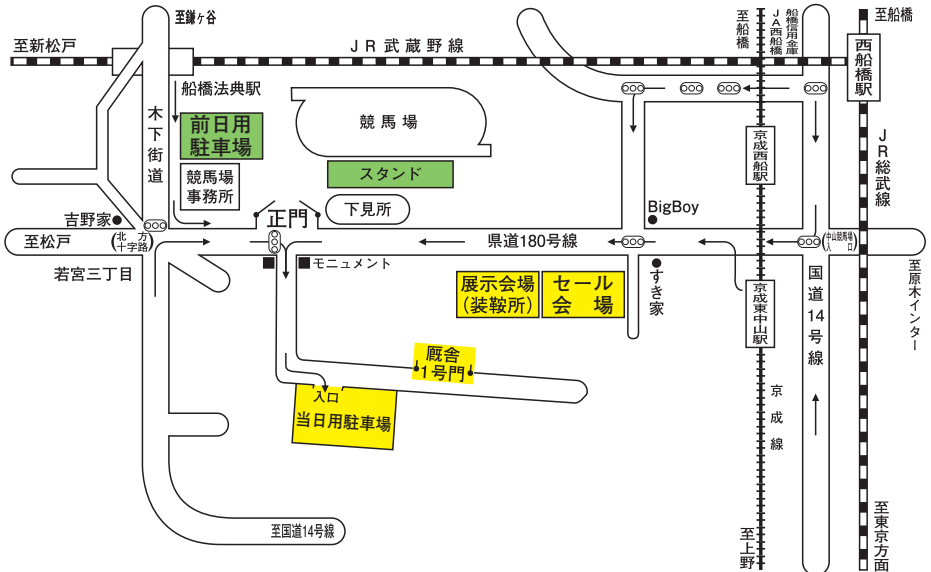 至鎌ヶ谷
至船橋
船橋信用金庫
JA西船橋
至船橋
至新松戸
JR武蔵野線
西船橋駅
船橋法典駅
木下街道
前日用
駐車場
競馬場
スタンド
競馬場
事務所
下見所
京成西船駅
JR総武線
吉野家
正門
BigBoy
至松戸
(北方
十字路)
県道180号線
(中山競馬場
入口)
若宮三丁目
モニュメント
すき家
国道14号線
至原木インター
展示会場
(装鞍所)
セール
会場
京成東中山駅
厩舎
1号門
入口
当日用駐車場
京成線
至国道14号線
至上野
至東京方面